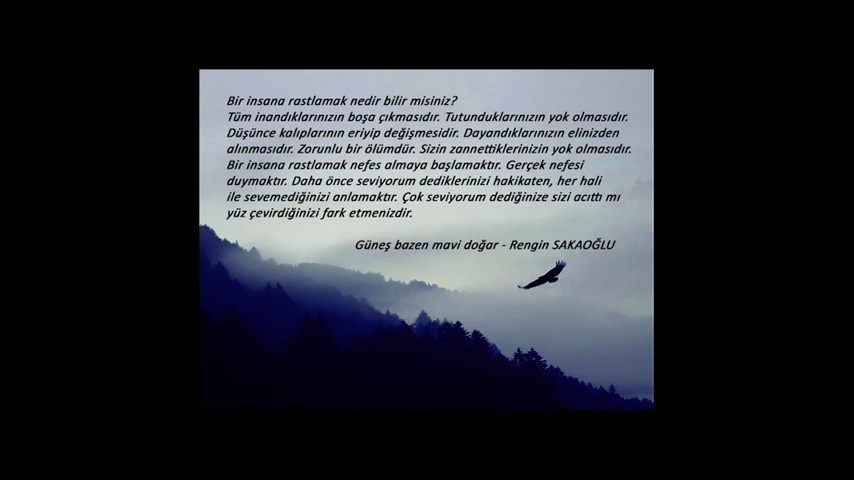 Bir insana rastlamak nedir bilir misiniz?
Tüm inandıklarınızın boşa çıkmasıdır. Tutunduklarınızın yok olmasıdır.
Düşünce kalıplarının eriyip değişmesidir. Dayandıklarınızın elinizden
alınmasıdır. Zorunlu bir ölümdür. Sizin zannettiklerinizin yok olmasıdır.
Bir insana rastlamak nefes almaya başlamaktır. Gerçek nefesi
duymaktır. Daha önce seviyorum dediklerinizi hakikaten, her hali
ile sevemediğinizi anlamaktır. Çok seviyorum dediğinize sizi acıttı mı
yüz çevirdiğinizi fark etmenizdir.
Güneş bazen mavi doğar - Rengin SAKAOĞLU